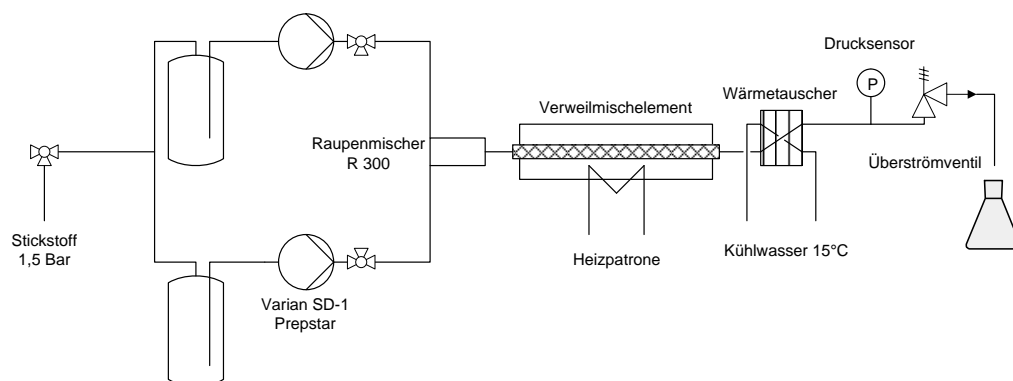 Drucksensor
P
Wärmetauscher
Verweilmischelement
Raupenmischer
R 300
Überströmventil
Stickstoff
1,5 Bar
Heizpatrone
Kühlwasser 15°C
Varian SD-1
Prepstar